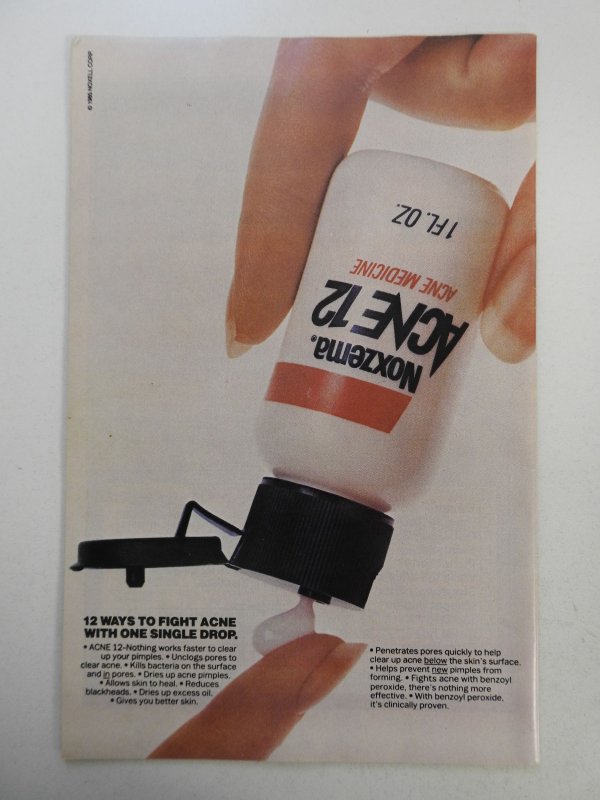 © 1985 NOXELL CORP.
1 FL. OZ.
ACNE MEDICINE
ACNE 12
Noxzema®
12 WAYS TO FIGHT ACNE
WITH ONE SINGLE DROP.
• ACNE 12-Nothing works faster to clear
up your pimples. • Unclogs pores to
clear acne. • Kills bacteria on the surface
and in pores. • Dries up acne pimples.
• Allows skin to heal. • Reduces
blackheads. • Dries up excess oil.
• Gives you better skin.
• Penetrates pores quickly to help
clear up acne below the skin's surface.
• Helps prevent new pimples from
forming. • Fights acne with benzoyl
peroxide, there's nothing more
effective. • With benzoyl peroxide,
it's clinically proven.